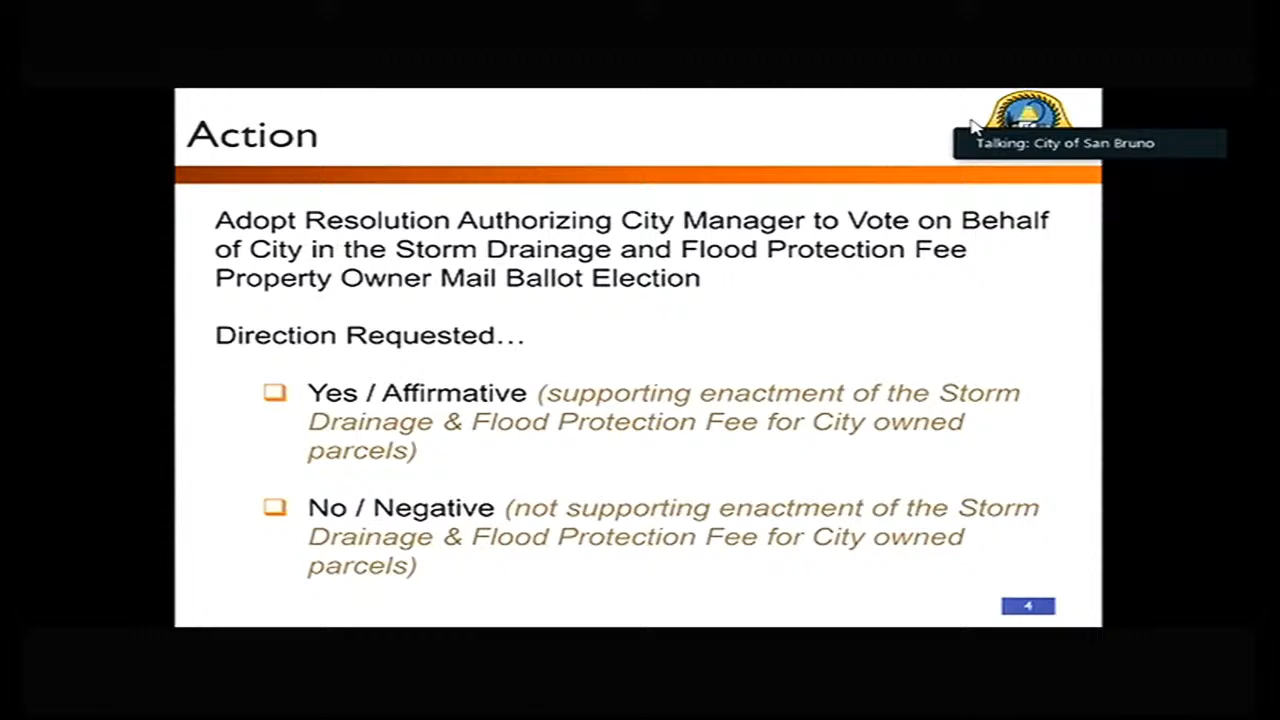 Action
Talking: City of San Bruno
Adopt Resolution Authorizing City Manager to Vote on Behalf
of City in the Storm Drainage and Flood Protection Fee
Property Owner Mail Ballot Election
Direction Requested…
Yes / Affirmative (supporting enactment of the Storm
Drainage & Flood Protection Fee for City owned
parcels)
No / Negative (not supporting enactment of the Storm
Drainage & Flood Protection Fee for City owned
parcels)
4